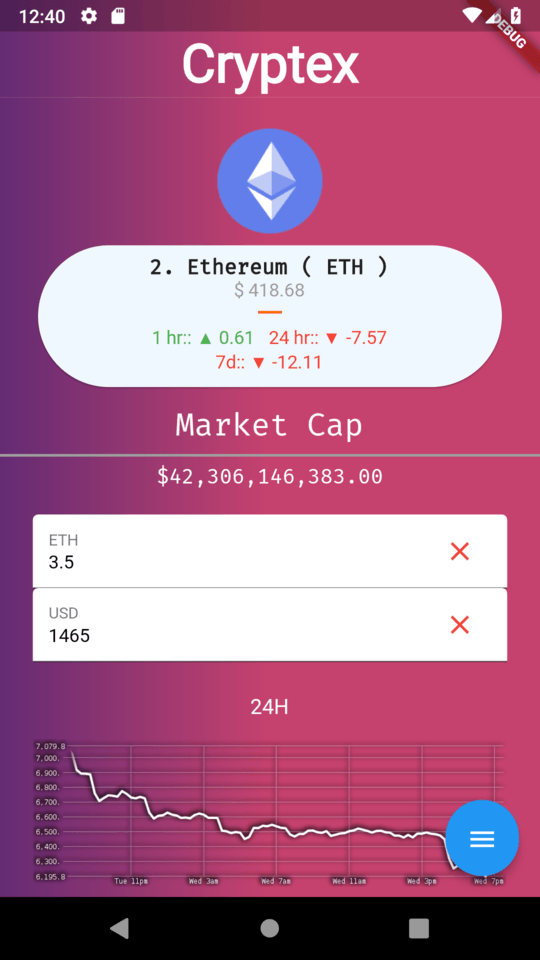 12:40
DEBUG
Cryptex
2. Ethereum ( ETH )
$ 418.68
1 hr:: ▲ 0.61 24 hr:: ▼ -7.57
7d:: ▼ -12.11
Market Cap
$42,306,146,383.00
ETH
3.5
USD
1465
24H
7,079.8
7,000.
6,900.
6,800.
6,700.
6,600.
6,500.
6,400.
6,300.
6,195.8
Tue 11pm Wed 3am Wed 7am Wed 11am Wed 3pm Wed 7pm